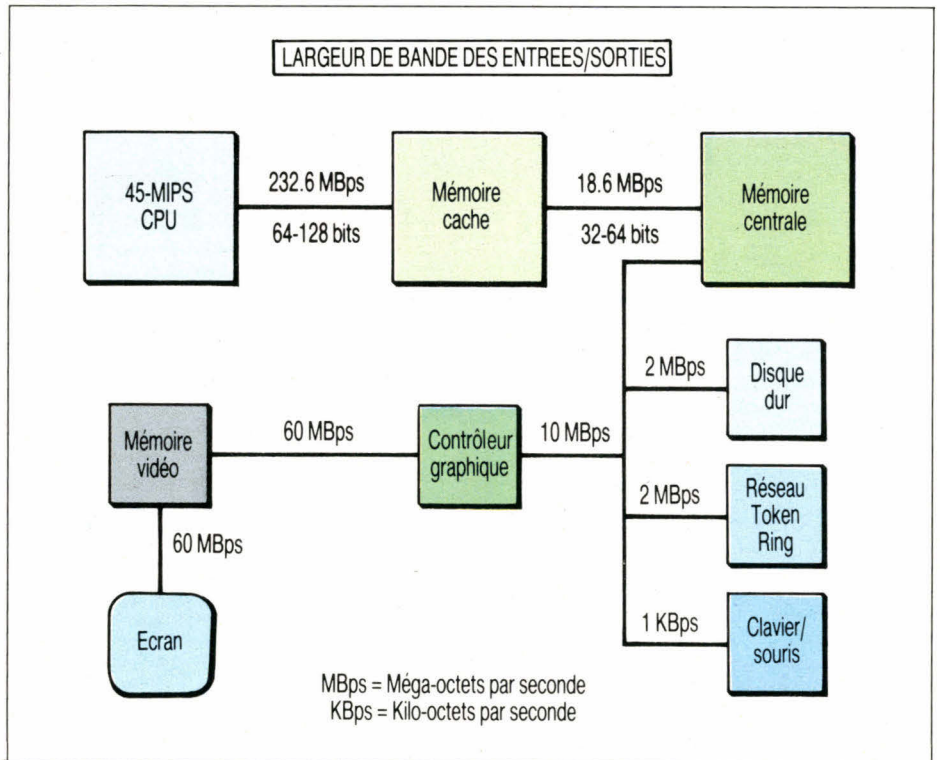 LARGEUR DE BANDE DES ENTREES/SORTIES
45-MIPS
CPU
232.6 MBps
64-128 bits
Mémoire
cache
18.6 MBps
32-64 bits
Mémoire
centrale
2 MBps
Disque
dur
Mémoire
vidéo
60 MBps
Contrôleur
graphique
10 MBps
2 MBps
Réseau
Token
Ring
60 MBps
Ecran
1 KBps
Clavier/
souris
MBps = Méga-octets par seconde
KBps = Kilo-octets par seconde